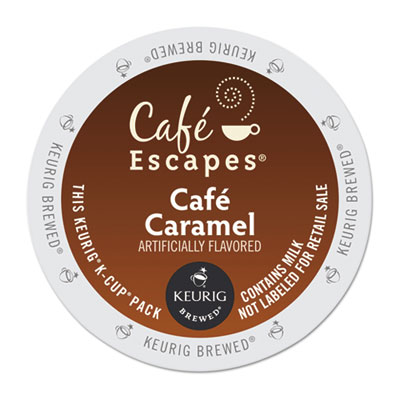 KEURIG BREWED®
KEURIG BREWED®
KEURIG BREWED®
KEURIG BREWED®
Café
Escapes®
Café
Caramel
ARTIFICIALLY FLAVORED
THIS KEURIG® K-CUP® PACK
CONTAINS MILK
NOT LABELED FOR RETAIL SALE
KEURIG
BREWED®